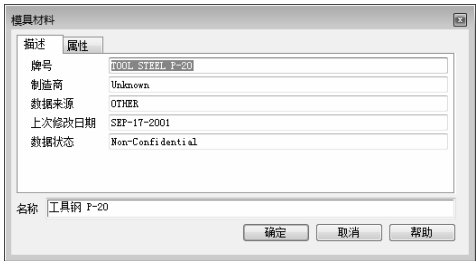 模具材料
描述 属性
牌号 TOOL STEEL P-20
制造商 Unknown
数据来源 OTHER
上次修改日期 SEP-17-2001
数据状态 Non-Confidential
名称 工具钢 P-20
确定 取消 帮助